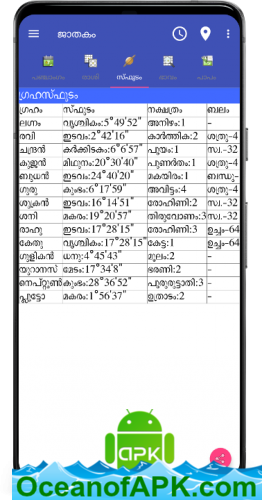 ജാതകം
പഞ്ചാംഗം രാശി സ്ഫുടം ഭാവം
ഗ്രഹസ്ഫുടം
ഗ്രഹം സ്ഫുടം നക്ഷത്രം ബലം
ലഗ്നം വൃശ്ചികം:5°49'52" അനിഴം:1 -
രവി ഇടവം:2°42'16" കാർത്തിക:2 ശത്രു-4
ചന്ദ്രൻ കർക്കിടകം:6°6'57" പൂയം:1 സ്വ.-32
കുജൻ മിഥുനം:20°30'40" പുണർതം:1 ശത്രു-4
ബുധൻ ഇടവം:24°40'20" മകയിരം:1 ബന്ധു-
ഗുരു കുംഭം:6°17'59" അവിട്ടം:4 ശത്രു-4
ശുക്രൻ ഇടവം:16°14'51" രോഹിണി:2 സ്വ.-32
ശനി മകരം:19°20'57" തിരുവോണം:3 സ്വ.-32
രാഹു ഇടവം:17°28'15" രോഹിണി:3 ഉച്ചം-64
കേതു വൃശ്ചികം:17°28'15" കേട്ട:1 ഉച്ചം-64
ഗുളികൻ ധനു:4°45'43" മൂലം:2 -
യുറാനസ് മേടം:17°34'8" ഭരണി:2 -
നെപ്റ്റ്യൂൺ കുംഭം:28°36'52" പൂരുരുട്ടാതി:3 -
പ്ലൂട്ടോ മകരം:1°56'37" ഉത്രാടം:2 -
apk
OceanofAPK.com